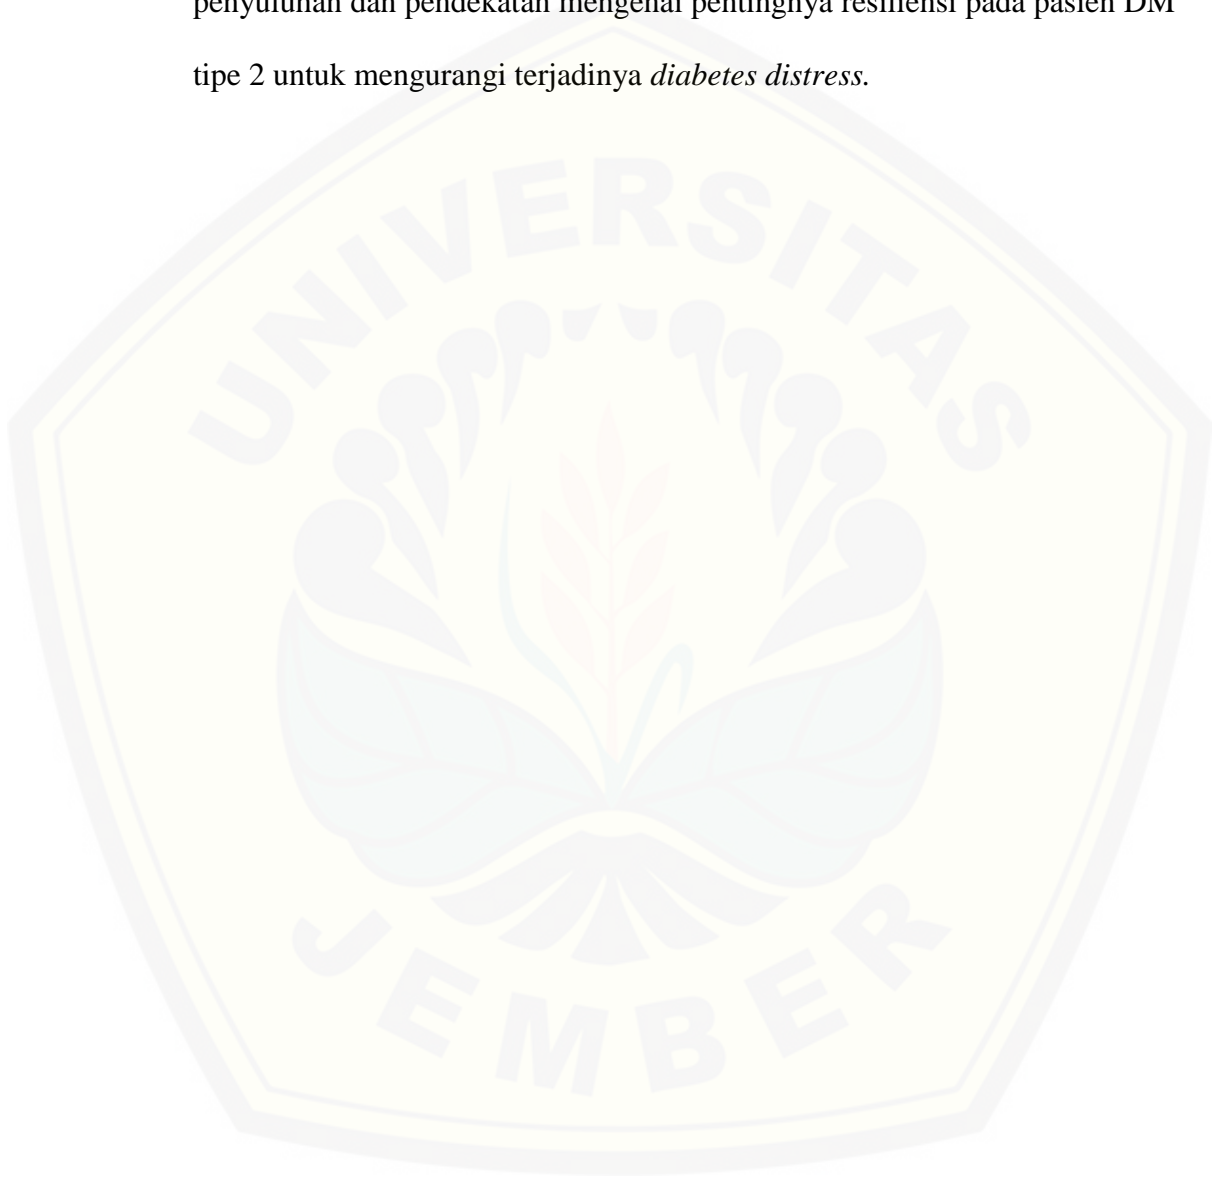 penyuluhan dan pendekatan mengenai pentingnya resiliensi pada pasien DM
tipe 2 untuk mengurangi terjadinya diabetes distress.
UNIVERSITAS
JEMBER